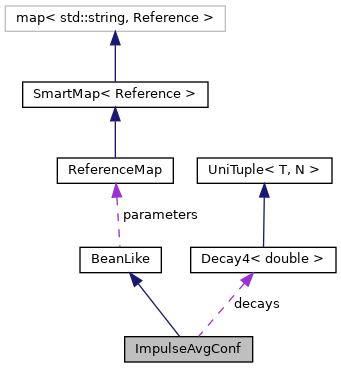 map< std::string, Reference >
SmartMap< Reference >
ReferenceMap
UniTuple< T, N >
parameters
BeanLike
Decay4< double >
decays
ImpulseAvgConf